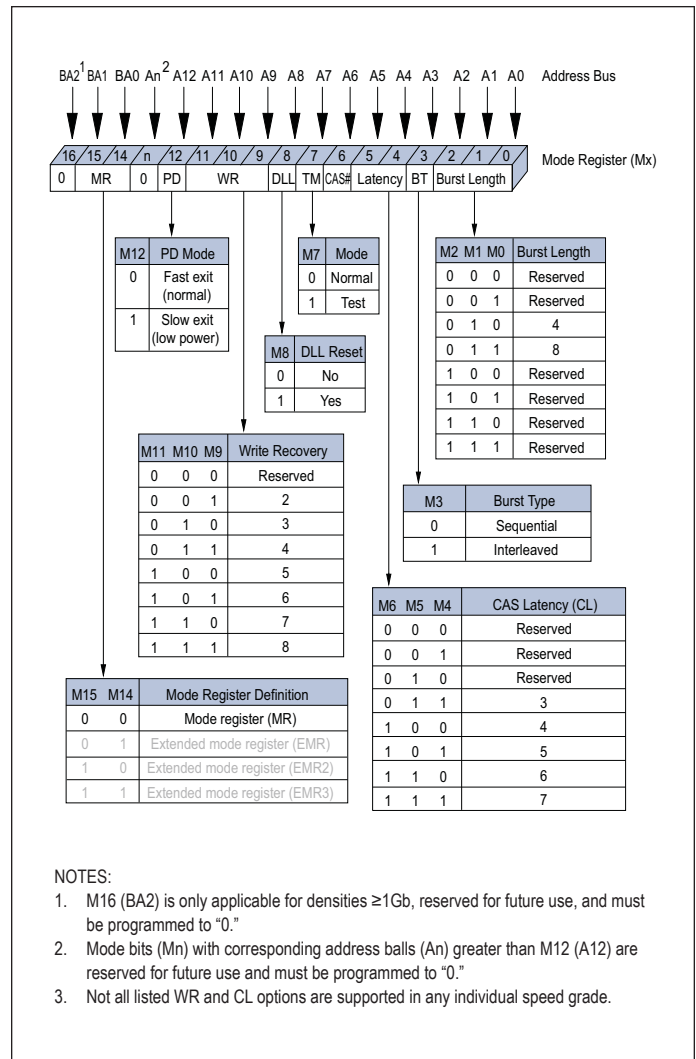 BA2¹ BA1 BA0 An² A12 A11 A10 A9 A8 A7 A6 A5 A4 A3 A2 A1 A0 Address Bus
16 15 14 n 12 11 10 9 8 7 6 5 4 3 2 1 0 Mode Register (Mx)
0 MR 0 PD WR DLL TM CAS# Latency BT Burst Length
M12 PD Mode
0 Fast exit
(normal)
1 Slow exit
(low power)
M7 Mode
0 Normal
1 Test
M2 M1 M0 Burst Length
0 0 0 Reserved
0 0 1 Reserved
0 1 0 4
0 1 1 8
1 0 0 Reserved
1 0 1 Reserved
1 1 0 Reserved
1 1 1 Reserved
M8 DLL Reset
0 No
1 Yes
M11 M10 M9 Write Recovery
0 0 0 Reserved
0 0 1 2
0 1 0 3
0 1 1 4
1 0 0 5
1 0 1 6
1 1 0 7
1 1 1 8
M3 Burst Type
0 Sequential
1 Interleaved
M6 M5 M4 CAS Latency (CL)
0 0 0 Reserved
0 0 1 Reserved
0 1 0 Reserved
0 1 1 3
1 0 0 4
1 0 1 5
1 1 0 6
1 1 1 7
M15 M14 Mode Register Definition
0 0 Mode register (MR)
0 1 Extended mode register (EMR)
1 0 Extended mode register (EMR2)
1 1 Extended mode register (EMR3)
NOTES:
1. M16 (BA2) is only applicable for densities ≥1Gb, reserved for future use, and must
be programmed to “0.”
2. Mode bits (Mn) with corresponding address balls (An) greater than M12 (A12) are
reserved for future use and must be programmed to “0.”
3. Not all listed WR and CL options are supported in any individual speed grade.